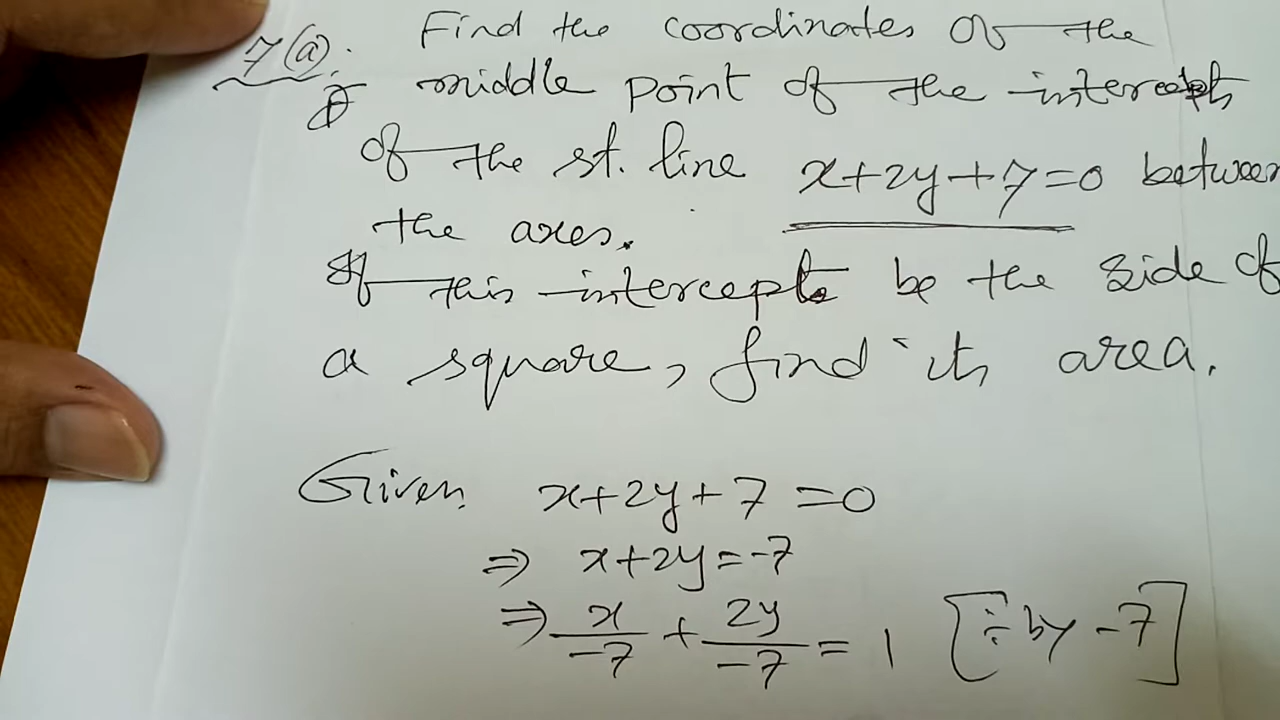 7(a). Find the coordinates of the
middle point of the intercept
of the st. line x+2y+7=0 between
the axes.
If this intercept be the side of
a square, find its area.
Given x+2y+7=0
⇒ x+2y=-7
⇒ x/-7 + 2y/-7 = 1 [÷ by -7]